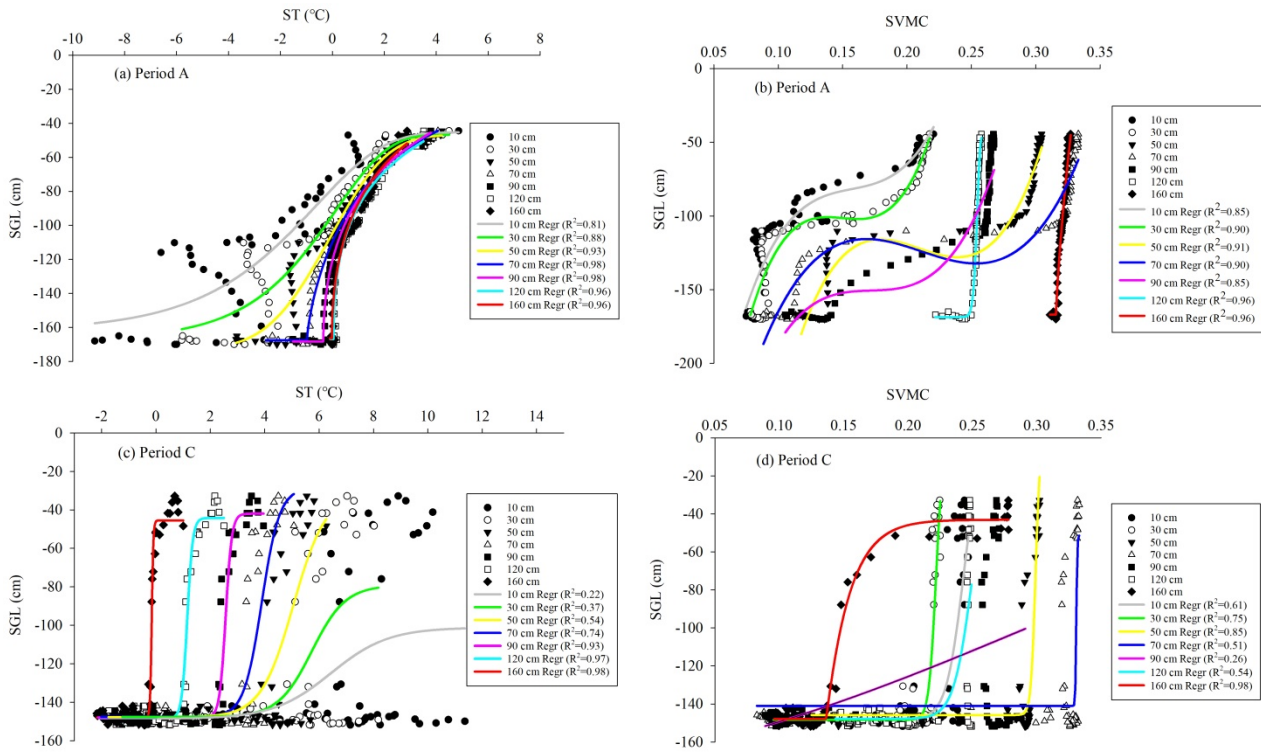 ST (℃)
-10 -8 -6 -4 -2 0 2 4 6 8
0
-20
-40
-60
-80
-100
-120
-140
-160
-180
SGL (cm)
(a) Period A
10 cm
30 cm
50 cm
70 cm
90 cm
120 cm
160 cm
10 cm Regr (R²=0.81)
30 cm Regr (R²=0.88)
50 cm Regr (R²=0.93)
70 cm Regr (R²=0.98)
90 cm Regr (R²=0.98)
120 cm Regr (R²=0.96)
160 cm Regr (R²=0.96)
SVMC
0.05 0.10 0.15 0.20 0.25 0.30 0.35
0
-50
-100
-150
-200
SGL (cm)
(b) Period A
10 cm
30 cm
50 cm
70 cm
90 cm
120 cm
160 cm
10 cm Regr (R²=0.85)
30 cm Regr (R²=0.90)
50 cm Regr (R²=0.91)
70 cm Regr (R²=0.90)
90 cm Regr (R²=0.85)
120 cm Regr (R²=0.96)
160 cm Regr (R²=0.96)
ST (℃)
-2 0 2 4 6 8 10 12 14
0
-20
-40
-60
-80
-100
-120
-140
-160
SGL (cm)
(c) Period C
10 cm
30 cm
50 cm
70 cm
90 cm
120 cm
160 cm
10 cm Regr (R²=0.22)
30 cm Regr (R²=0.37)
50 cm Regr (R²=0.54)
70 cm Regr (R²=0.74)
90 cm Regr (R²=0.93)
120 cm Regr (R²=0.97)
160 cm Regr (R²=0.98)
SVMC
0.05 0.10 0.15 0.20 0.25 0.30 0.35
0
-20
-40
-60
-80
-100
-120
-140
-160
SGL (cm)
(d) Period C
10 cm
30 cm
50 cm
70 cm
90 cm
120 cm
160 cm
10 cm Regr (R²=0.61)
30 cm Regr (R²=0.75)
50 cm Regr (R²=0.85)
70 cm Regr (R²=0.51)
90 cm Regr (R²=0.26)
120 cm Regr (R²=0.54)
160 cm Regr (R²=0.98)